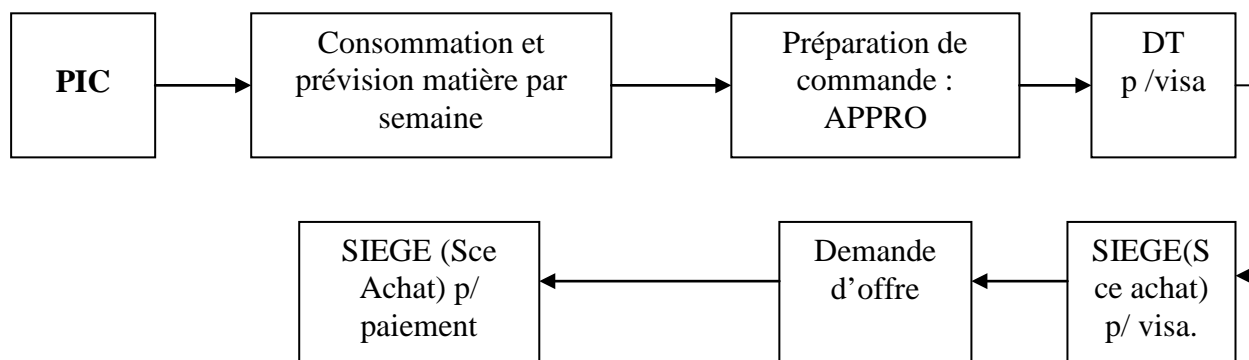 PIC
Consommation et
prévision matière par
semaine
Préparation de
commande :
APPRO
DT
p /visa
SIEGE (Sce
Achat) p/
paiement
Demande
d’offre
SIEGE(S
ce achat)
p/ visa.